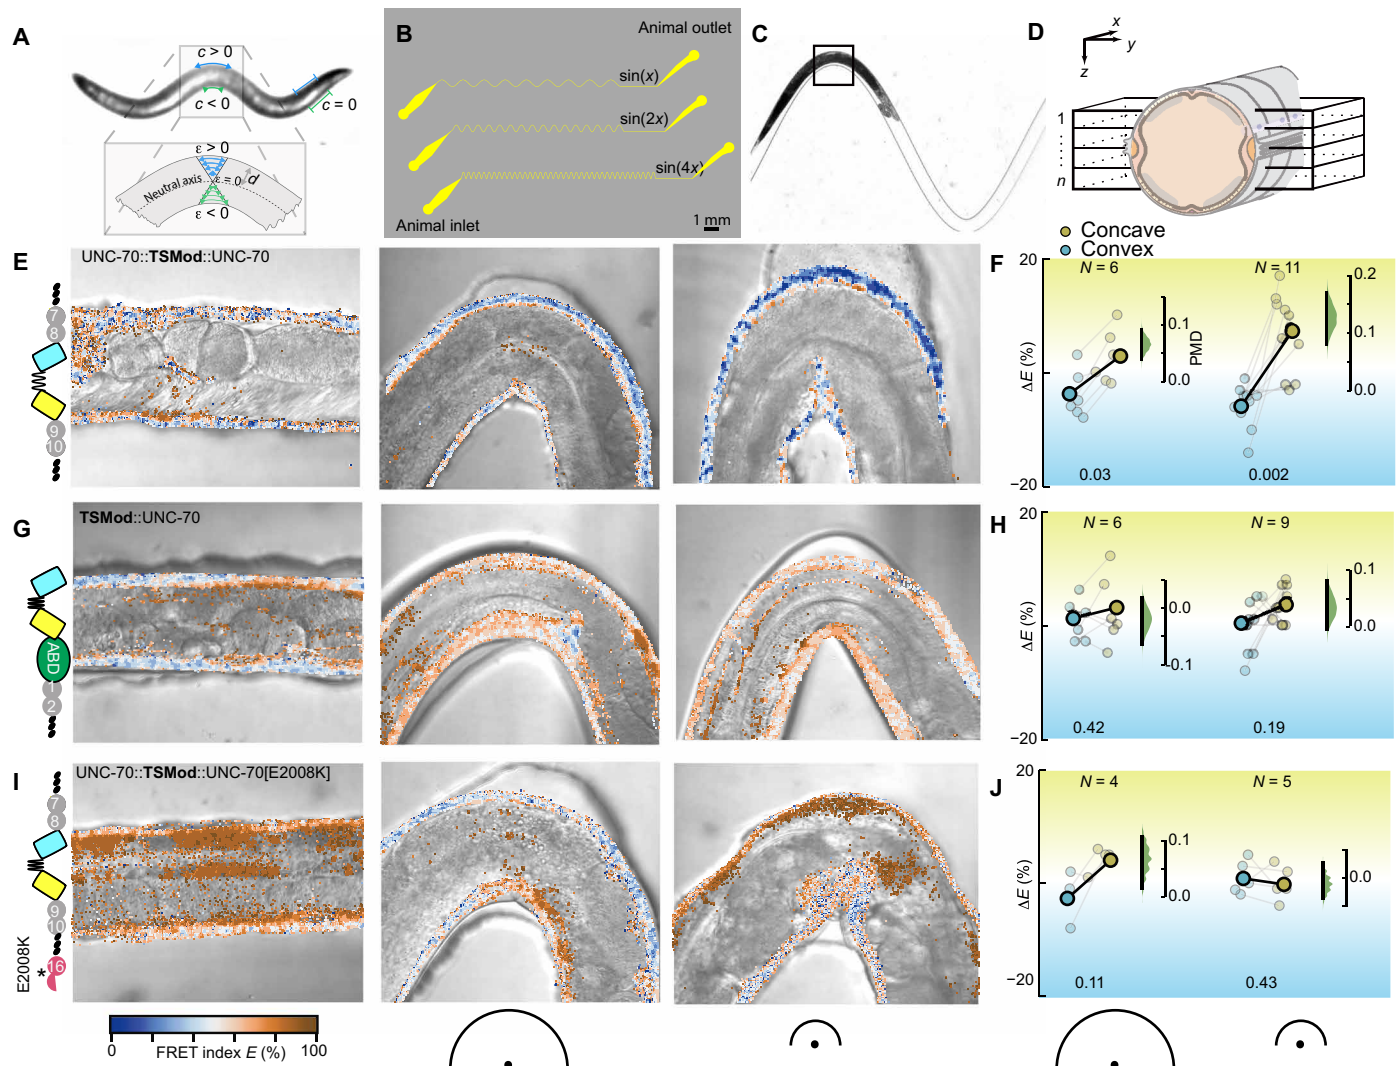 A
c > 0
c < 0
c = 0
ε > 0
Neutral axis
ε = 0
d
ε < 0
B
Animal outlet
sin(x)
sin(2x)
sin(4x)
Animal inlet
1 mm
C
D
x
y
z
1
n
Concave
Convex
E
UNC-70::TSMod::UNC-70
7
8
9
10
F
20
N = 6
N = 11
0.2
0.1
0.1
PMD
0.0
0.0
ΔE (%)
−20
0.03
0.002
G
TSMod::UNC-70
ABD
1
2
H
20
N = 6
N = 9
0.1
0.0
0.0
-0.1
ΔE (%)
−20
0.42
0.19
I
UNC-70::TSMod::UNC-70[E2008K]
7
8
9
10
16
*
E2008K
J
20
N = 4
N = 5
0.1
0.0
0.0
ΔE (%)
−20
0.11
0.43
0
FRET index E (%)
100